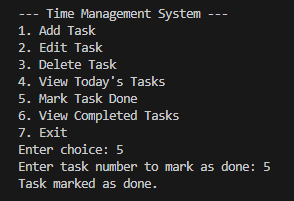 --- Time Management System ---
1. Add Task
2. Edit Task
3. Delete Task
4. View Today's Tasks
5. Mark Task Done
6. View Completed Tasks
7. Exit
Enter choice: 5
Enter task number to mark as done: 5
Task marked as done.